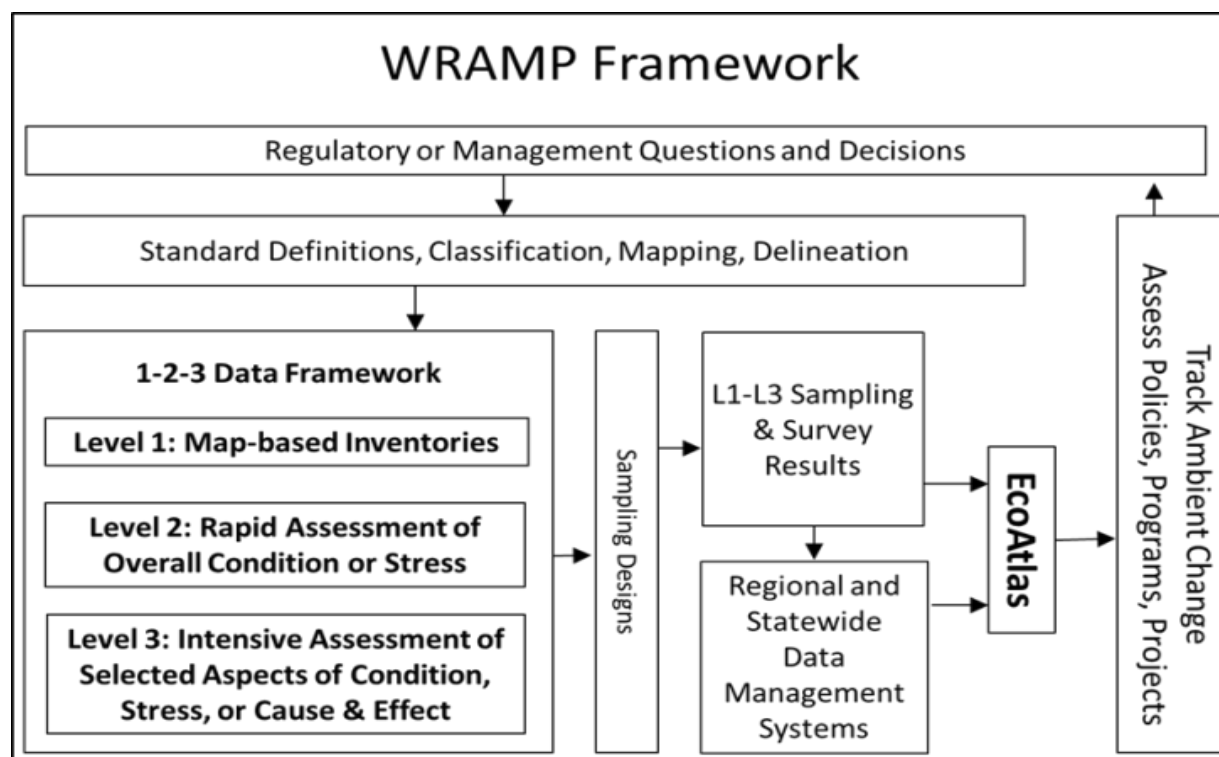 WRAMP Framework
Regulatory or Management Questions and Decisions
Standard Definitions, Classification, Mapping, Delineation
1-2-3 Data Framework
Level 1: Map-based Inventories
Level 2: Rapid Assessment of
Overall Condition or Stress
Level 3: Intensive Assessment of
Selected Aspects of Condition,
Stress, or Cause & Effect
Sampling Designs
L1-L3 Sampling
& Survey
Results
Regional and
Statewide
Data
Management
Systems
EcoAtlas
Track Ambient Change
Assess Policies, Programs, Projects